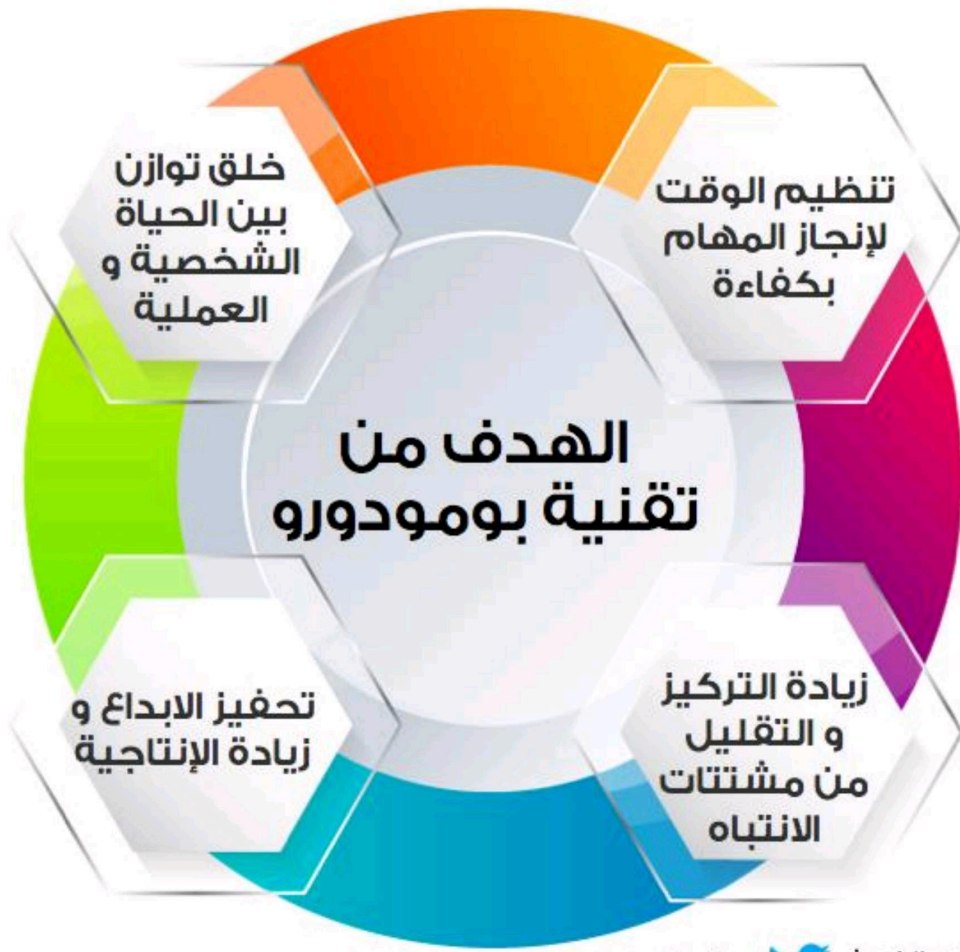 الهدف من
تقنية بومودورو
تنظيم الوقت
لإنجاز المهام
بكفاءة
خلق توازن
بين الحياة
الشخصية و
العملية
زيادة التركيز
و التقليل
من مشتتات
الانتباه
تحفيز الابداع و
زيادة الإنتاجية